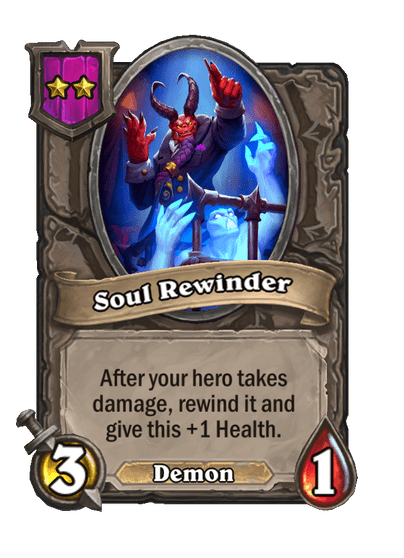 Soul Rewinder
After your hero takes
damage, rewind it and
give this +1 Health.
3
Demon
1